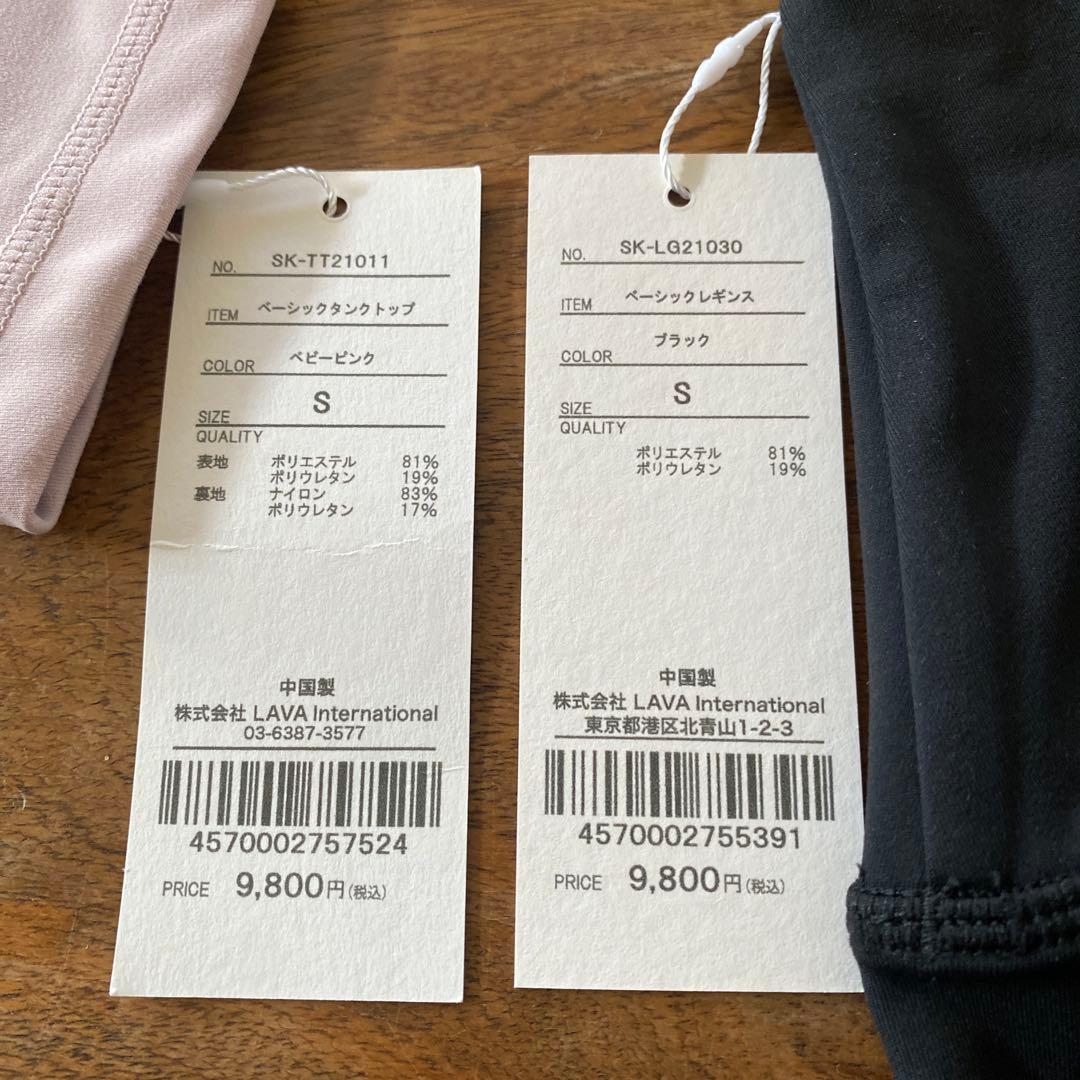 NO. SK-TT21011
ITEM ベーシックタンクトップ
COLOR ベビーピンク
SIZE S
QUALITY
表地 ポリエステル 81%
ポリウレタン 19%
裏地 ナイロン 83%
ポリウレタン 17%
中国製
株式会社 LAVA International
03-6387-3577
4570002757524
PRICE 9,800円(税込)
NO. SK-LG21030
ITEM ベーシックレギンス
COLOR ブラック
SIZE S
QUALITY
ポリエステル 81%
ポリウレタン 19%
中国製
株式会社 LAVA International
東京都港区北青山1-2-3
4570002755391
PRICE 9,800円(税込)